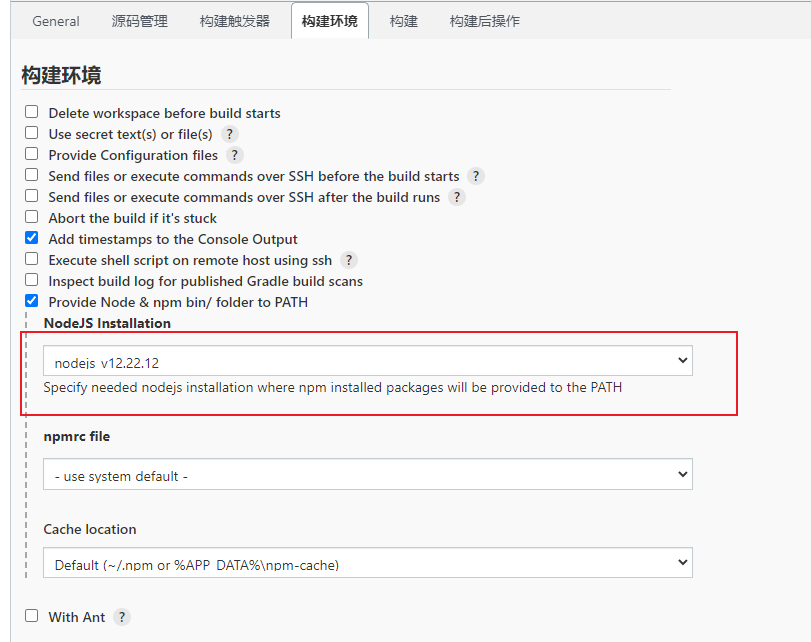 General 源码管理 构建触发器 构建环境 构建 构建后操作
构建环境
Delete workspace before build starts
Use secret text(s) or file(s) ?
Provide Configuration files ?
Send files or execute commands over SSH before the build starts ?
Send files or execute commands over SSH after the build runs ?
Abort the build if it's stuck
Add timestamps to the Console Output
Execute shell script on remote host using ssh ?
Inspect build log for published Gradle build scans
Provide Node & npm bin/ folder to PATH
NodeJS Installation
nodejs_v12.22.12
Specify needed nodejs installation where npm installed packages will be provided to the PATH
npmrc file
- use system default -
Cache location
Default (~/.npm or %APP_DATA%\npm-cache)
With Ant ?